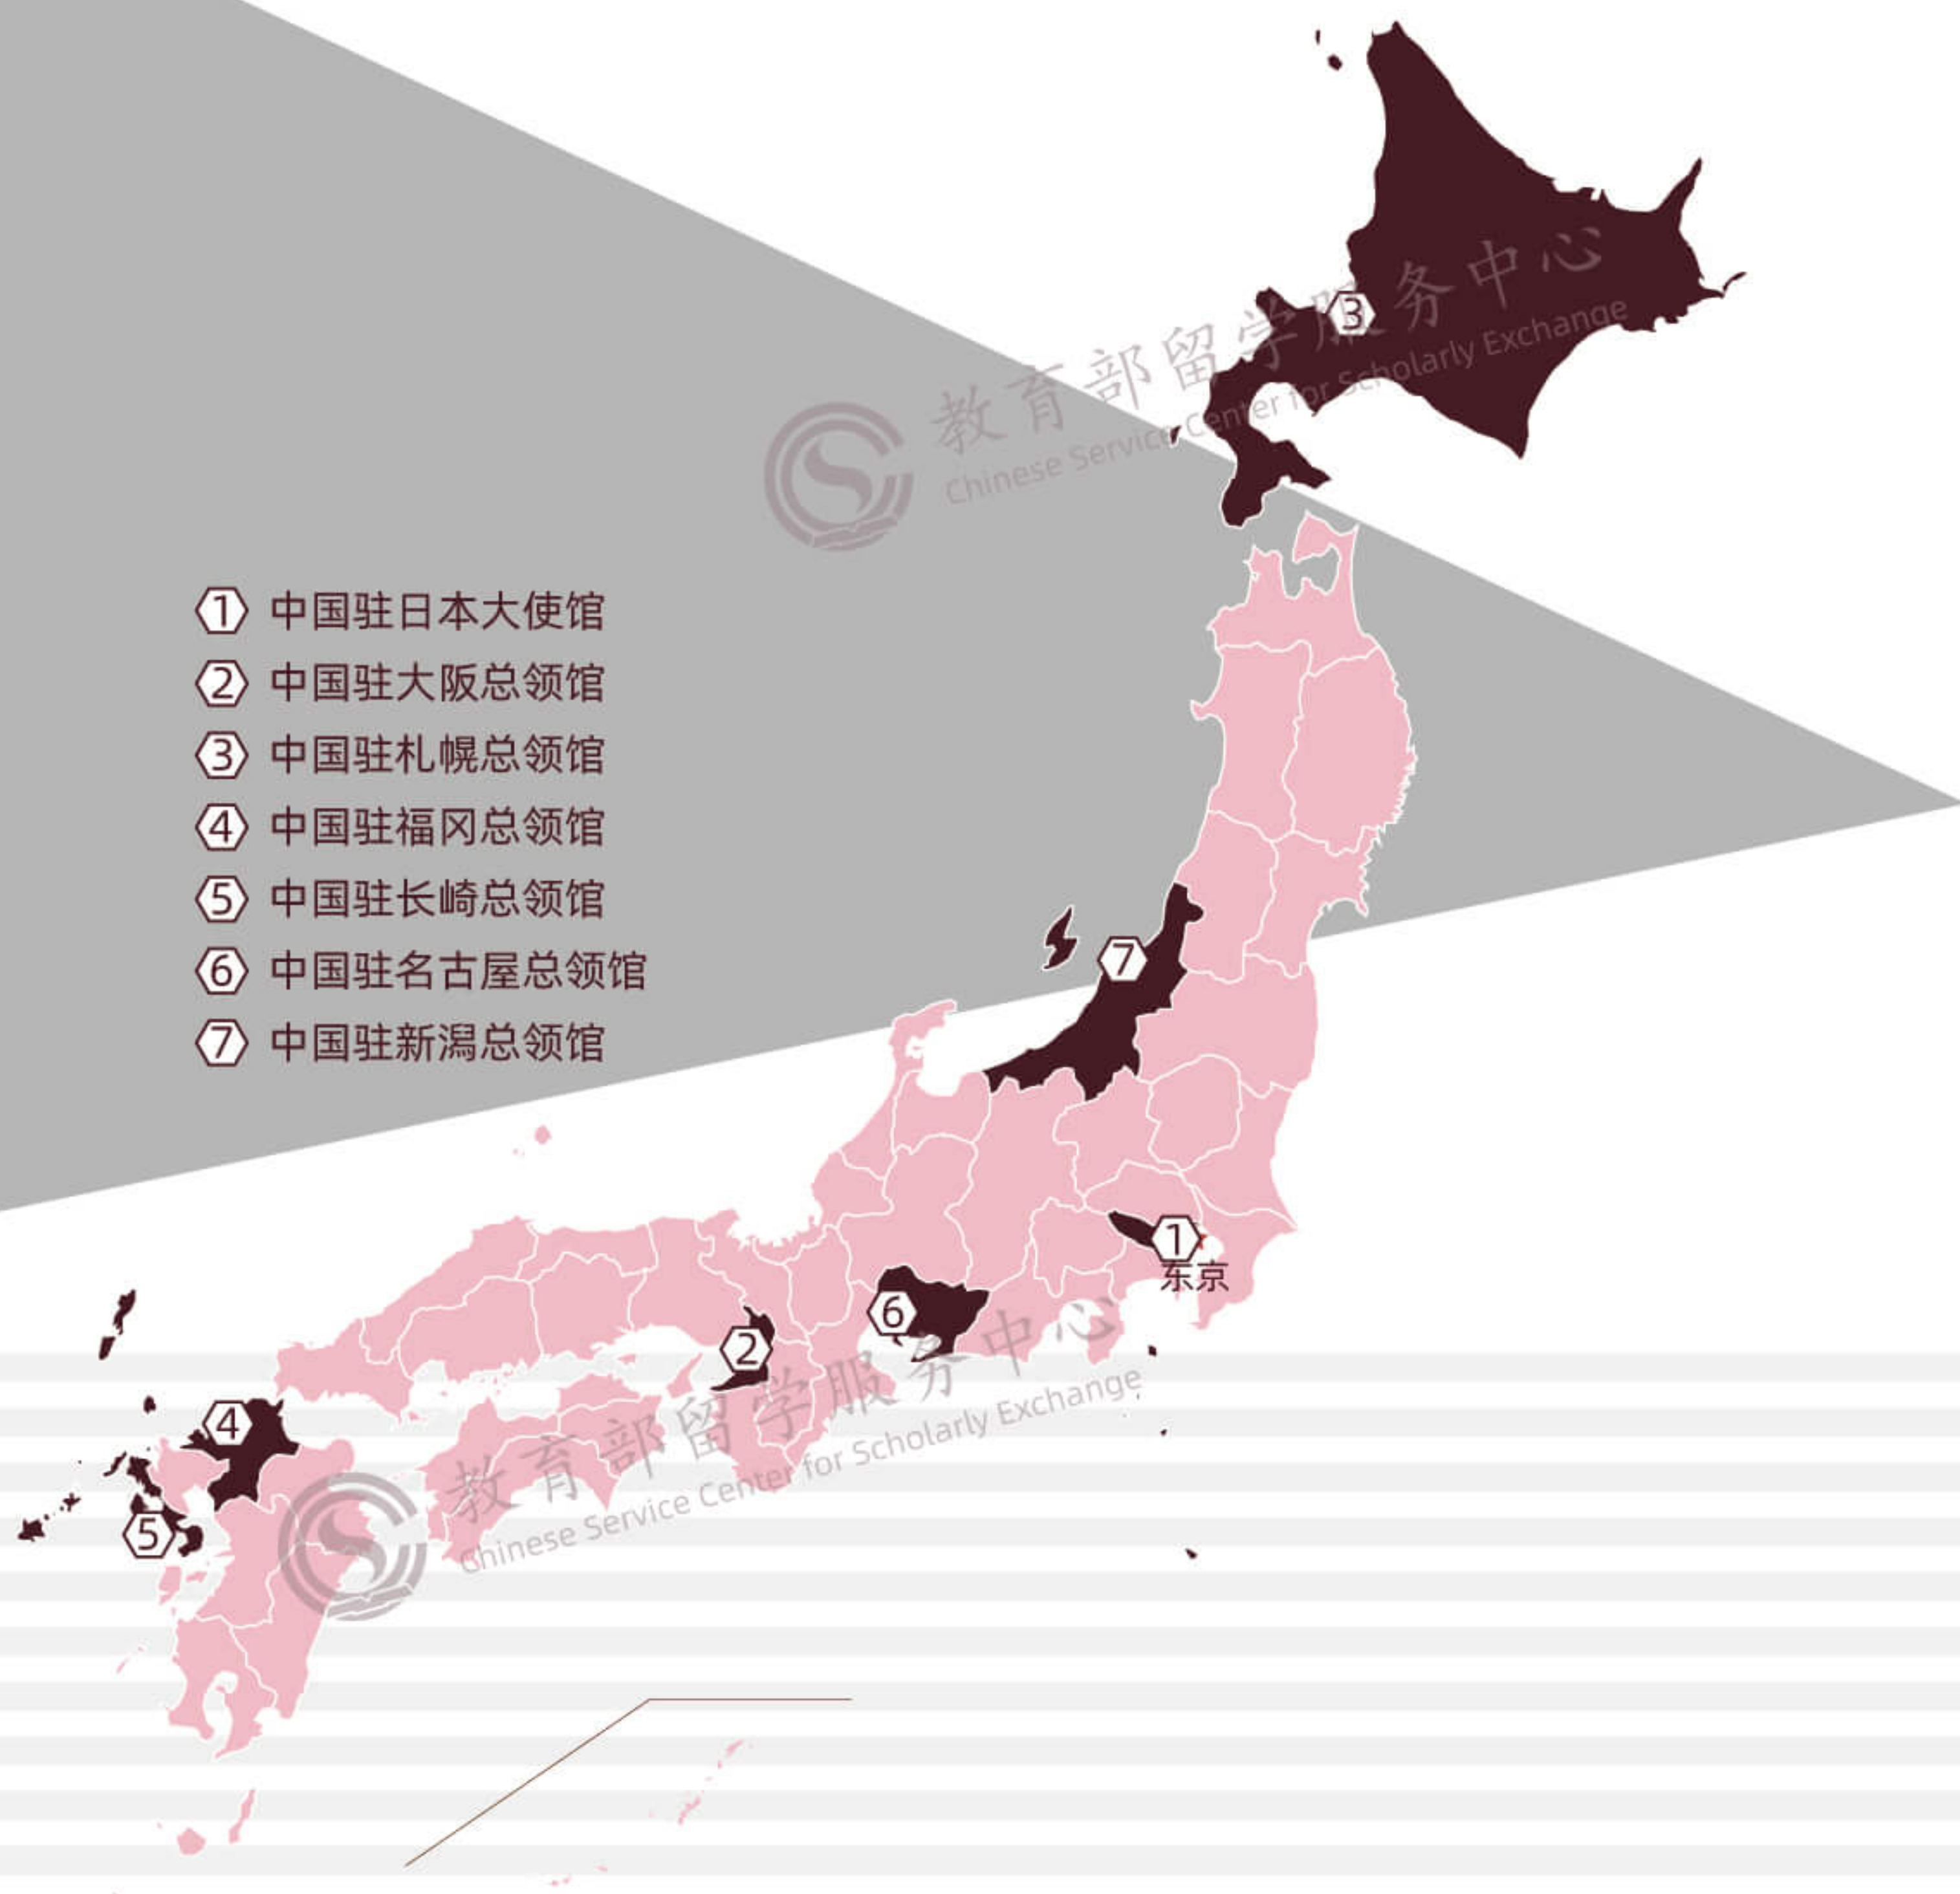 3
教育部留学服务中心
Chinese Service Center for Scholarly Exchange
1 中国驻日本大使馆
2 中国驻大阪总领馆
3 中国驻札幌总领馆
4 中国驻福冈总领馆
5 中国驻长崎总领馆
6 中国驻名古屋总领馆
7 中国驻新潟总领馆
7
1
东京
6
2
4
5
教育部留学服务中心
Chinese Service Center for Scholarly Exchange